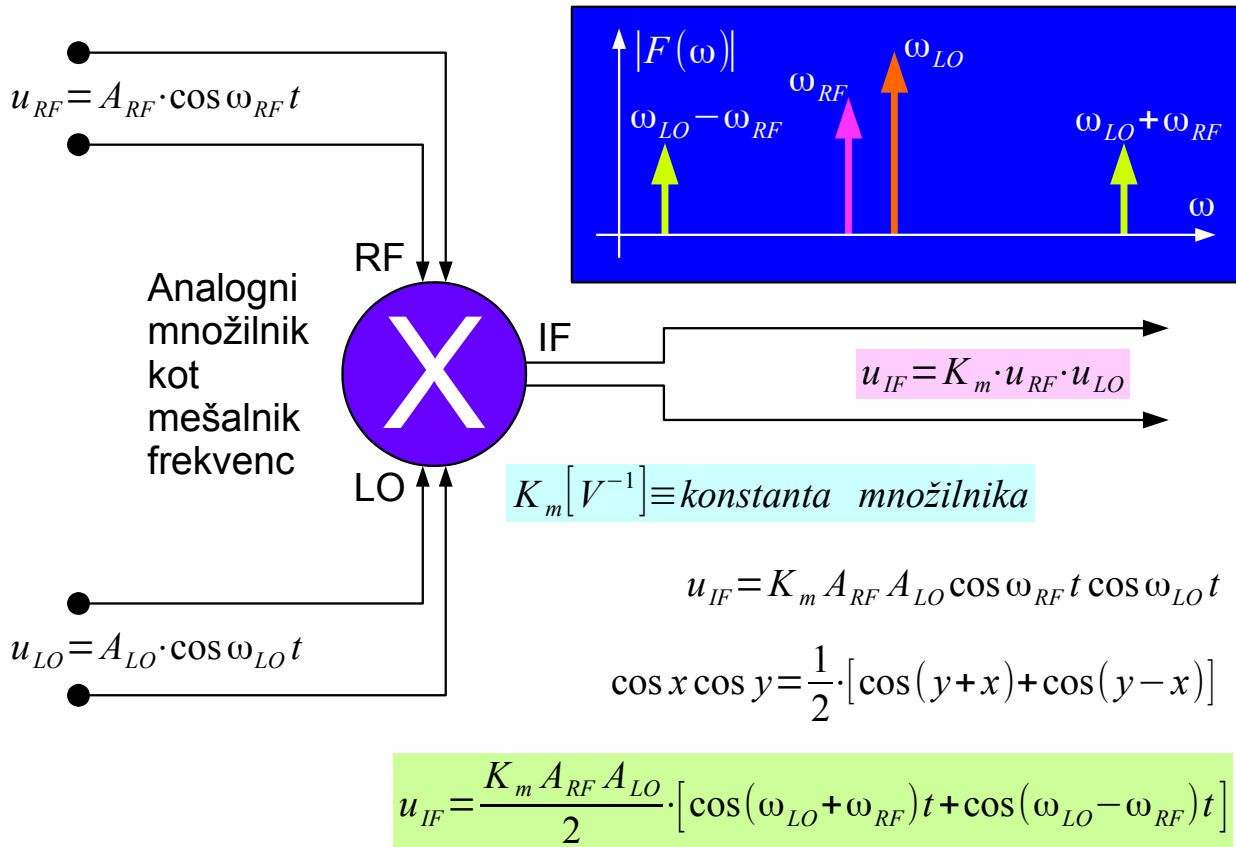 u_RF = A_RF·cos ω_RF t
|F(ω)|
ω_LO
ω_RF
ω_LO−ω_RF
ω_LO+ω_RF
ω
RF
Analogni
množilnik
kot
mešalnik
frekvenc
X
IF
u_IF = K_m·u_RF·u_LO
LO
K_m[V⁻¹]≡konstanta množilnika
u_IF = K_m A_RF A_LO cos ω_RF t cos ω_LO t
u_LO = A_LO·cos ω_LO t
cos x cos y = 1/2·[cos(y+x)+cos(y−x)]
u_IF = K_m A_RF A_LO/2·[cos(ω_LO+ω_RF)t+cos(ω_LO−ω_RF)t]